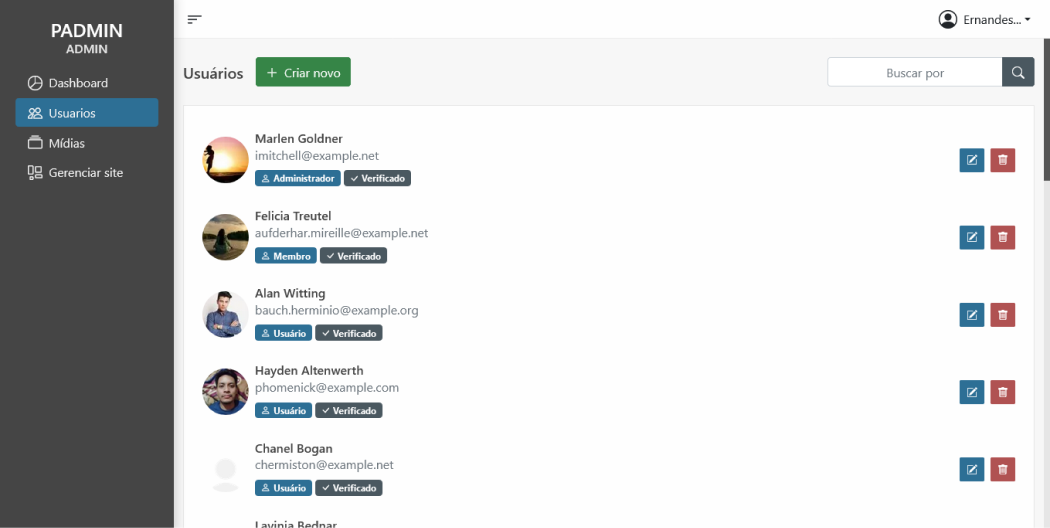 PADMIN
ADMIN
Dashboard
Usuarios
Mídias
Gerenciar site
Ernandes...
Usuários
+ Criar novo
Buscar por
Marlen Goldner
imitchell@example.net
Administrador
Verificado
Felicia Treutel
aufderhar.mireille@example.net
Membro
Verificado
Alan Witting
bauch.herminio@example.org
Usuário
Verificado
Hayden Altenwerth
phomenick@example.com
Usuário
Verificado
Chanel Bogan
chermiston@example.net
Usuário
Verificado
Lavinia Bednar